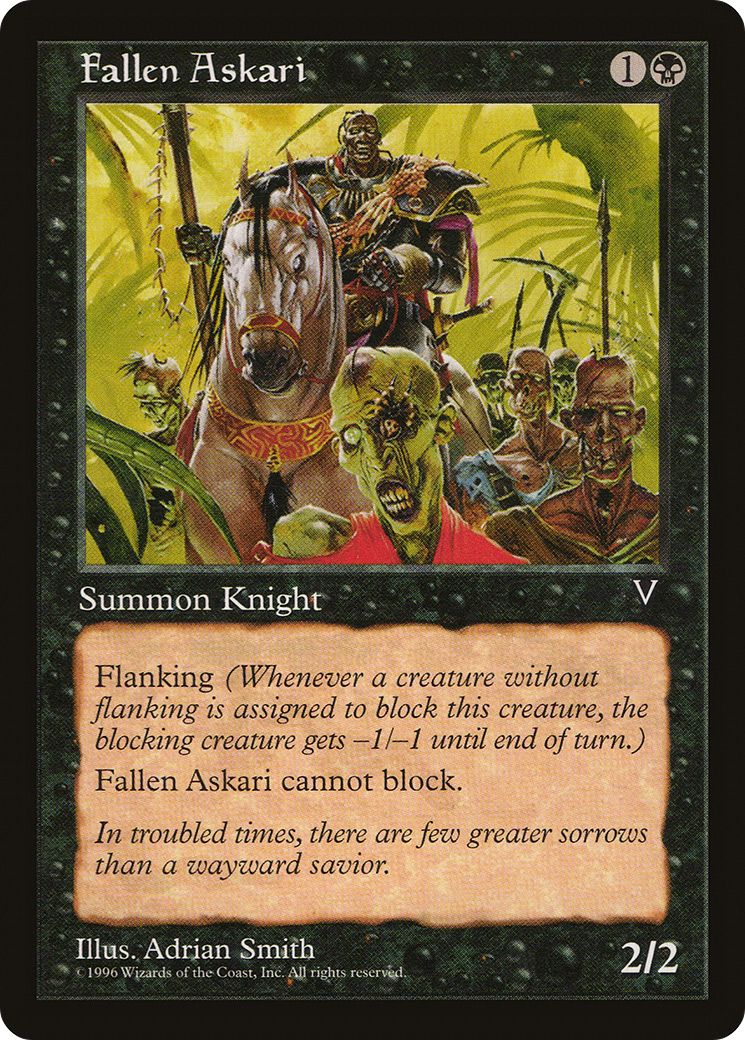 Fallen Askari 1
Summon Knight V
Flanking (Whenever a creature without
flanking is assigned to block this creature, the
blocking creature gets –1/–1 until end of turn.)
Fallen Askari cannot block.
In troubled times, there are few greater sorrows
than a wayward savior.
Illus. Adrian Smith
©1996 Wizards of the Coast, Inc. All rights reserved.
2/2